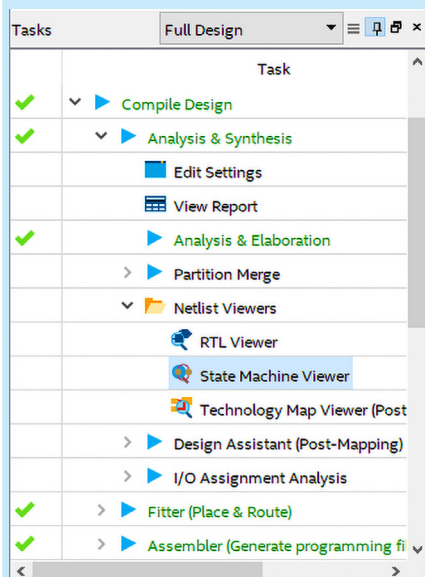 Tasks Full Design
Task
Compile Design
Analysis & Synthesis
Edit Settings
View Report
Analysis & Elaboration
Partition Merge
Netlist Viewers
RTL Viewer
State Machine Viewer
Technology Map Viewer (Post
Design Assistant (Post-Mapping)
I/O Assignment Analysis
Fitter (Place & Route)
Assembler (Generate programming fi